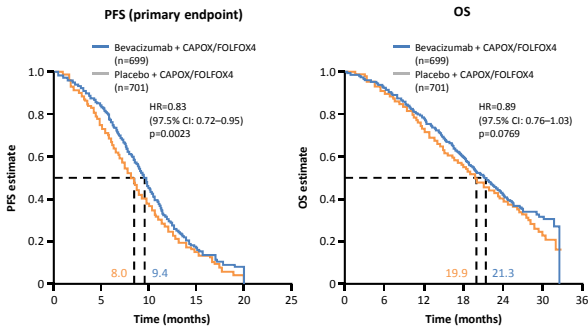 PFS (primary endpoint)
Bevacizumab + CAPOX/FOLFOX4
(n=699)
Placebo + CAPOX/FOLFOX4
(n=701)
HR=0.83
(97.5% CI: 0.72–0.95)
p=0.0023
PFS estimate
1.0
0.8
0.6
0.4
0.2
0
8.0
9.4
0 5 10 15 20 25
Time (months)
OS
Bevacizumab + CAPOX/FOLFOX4
(n=699)
Placebo + CAPOX/FOLFOX4
(n=701)
HR=0.89
(97.5% CI: 0.76–1.03)
p=0.0769
OS estimate
1.0
0.8
0.6
0.4
0.2
0
19.9
21.3
0 6 12 18 24 30 36
Time (months)